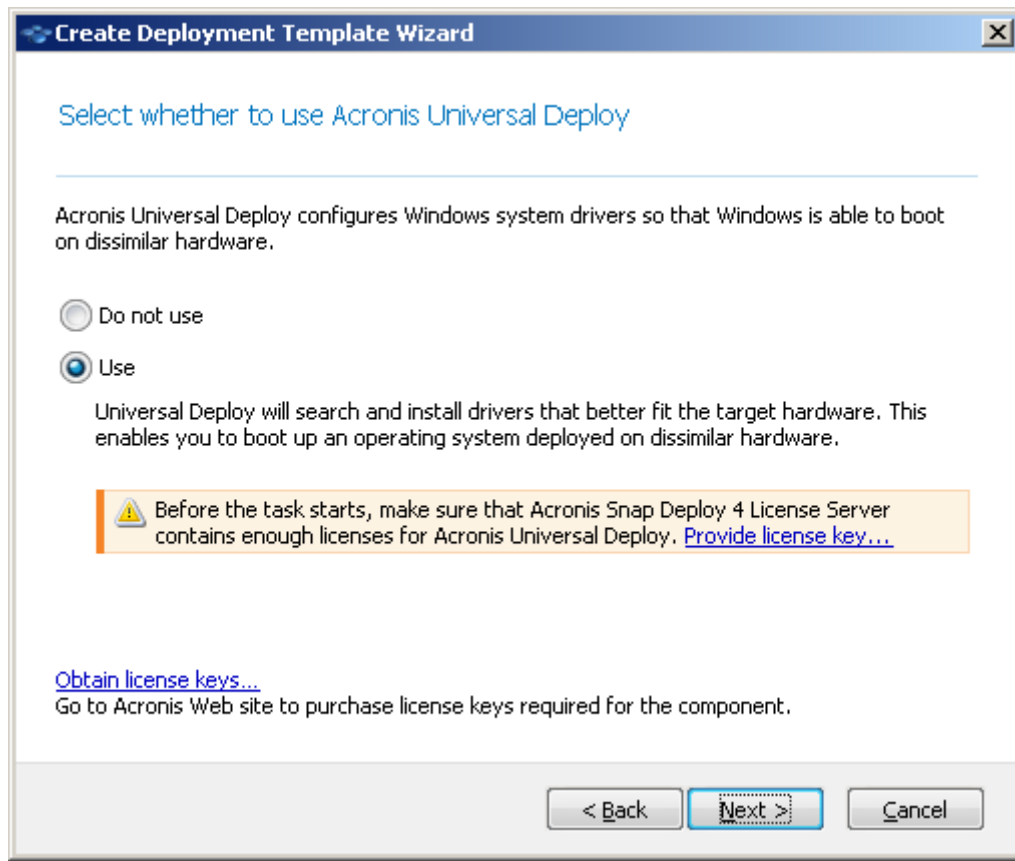 Create Deployment Template Wizard
Select whether to use Acronis Universal Deploy
Acronis Universal Deploy configures Windows system drivers so that Windows is able to boot
on dissimilar hardware.
Do not use
Use
Universal Deploy will search and install drivers that better fit the target hardware. This
enables you to boot up an operating system deployed on dissimilar hardware.
Before the task starts, make sure that Acronis Snap Deploy 4 License Server
contains enough licenses for Acronis Universal Deploy. Provide license key...
Obtain license keys...
Go to Acronis Web site to purchase license keys required for the component.
< Back
Next >
Cancel